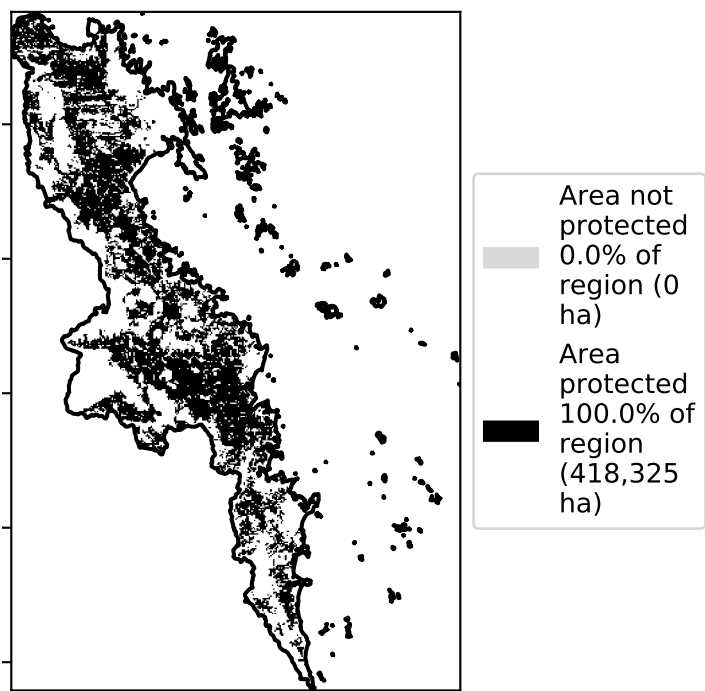 Area not
protected
0.0% of
region (0
ha)
Area
protected
100.0% of
region
(418,325
ha)